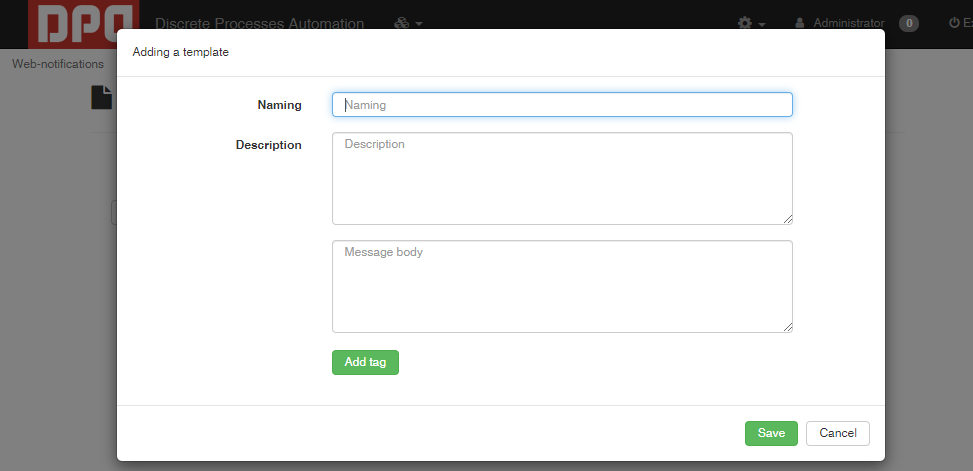 DPA
Discrete Processes Automation
Administrator
0
Web-notifications
Adding a template
Naming
Naming
Description
Description
Message body
Add tag
Save
Cancel